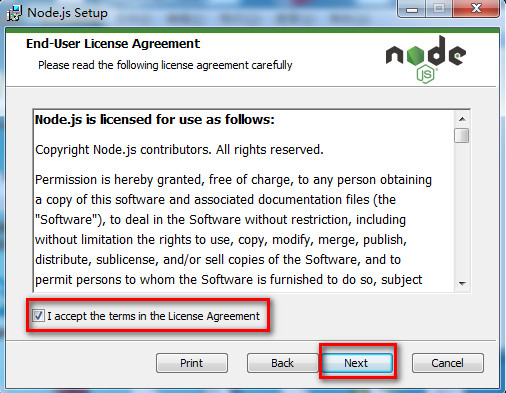 Node.js Setup
End-User License Agreement
Please read the following license agreement carefully
node
JS
Node.js is licensed for use as follows:
Copyright Node.js contributors. All rights reserved.
Permission is hereby granted, free of charge, to any person obtaining
a copy of this software and associated documentation files (the
"Software"), to deal in the Software without restriction, including
without limitation the rights to use, copy, modify, merge, publish,
distribute, sublicense, and/or sell copies of the Software, and to
permit persons to whom the Software is furnished to do so, subject
I accept the terms in the License Agreement
Print Back Next Cancel